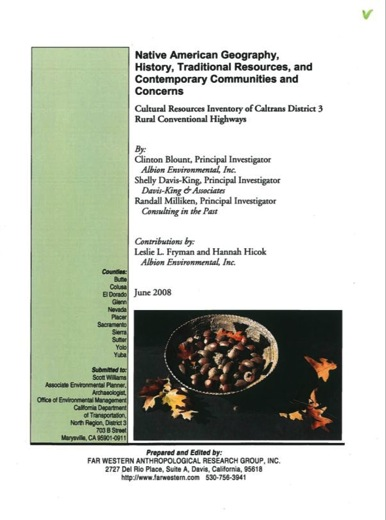 Native American Geography,
History, Traditional Resources, and
Contemporary Communities and
Concerns
Cultural Resources Inventory of Caltrans District 3
Rural Conventional Highways
By:
Clinton Blount, Principal Investigator
Albion Environmental, Inc.
Shelly Davis-King, Principal Investigator
Davis-King & Associates
Randall Milliken, Principal Investigator
Consulting in the Past
Contributions by:
Leslie L. Fryman and Hannah Hicok
Albion Environmental, Inc.
June 2008
Counties:
Butte
Colusa
El Dorado
Glenn
Nevada
Placer
Sacramento
Sierra
Sutter
Yolo
Yuba
Submitted to:
Scott Williams
Associate Environmental Planner,
Archaeologist,
Office of Environmental Management
California Department
of Transportation,
North Region, District 3
703 B Street
Marysville, CA 95901-0911
Prepared and Edited by:
FAR WESTERN ANTHROPOLOGICAL RESEARCH GROUP, INC.
2727 Del Rio Place, Suite A, Davis, California, 95618
http://www.farwestern.com 530-756-3941